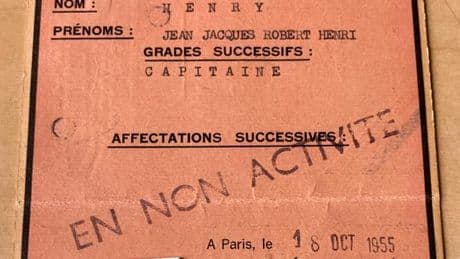 NOM : HENRY
PRÉNOMS : JEAN JACQUES ROBERT HENRI
GRADES SUCCESSIFS :
CAPITAINE
AFFECTATIONS SUCCESSIVES :
EN NON ACTIVITE
A Paris, le 18 OCT 1955